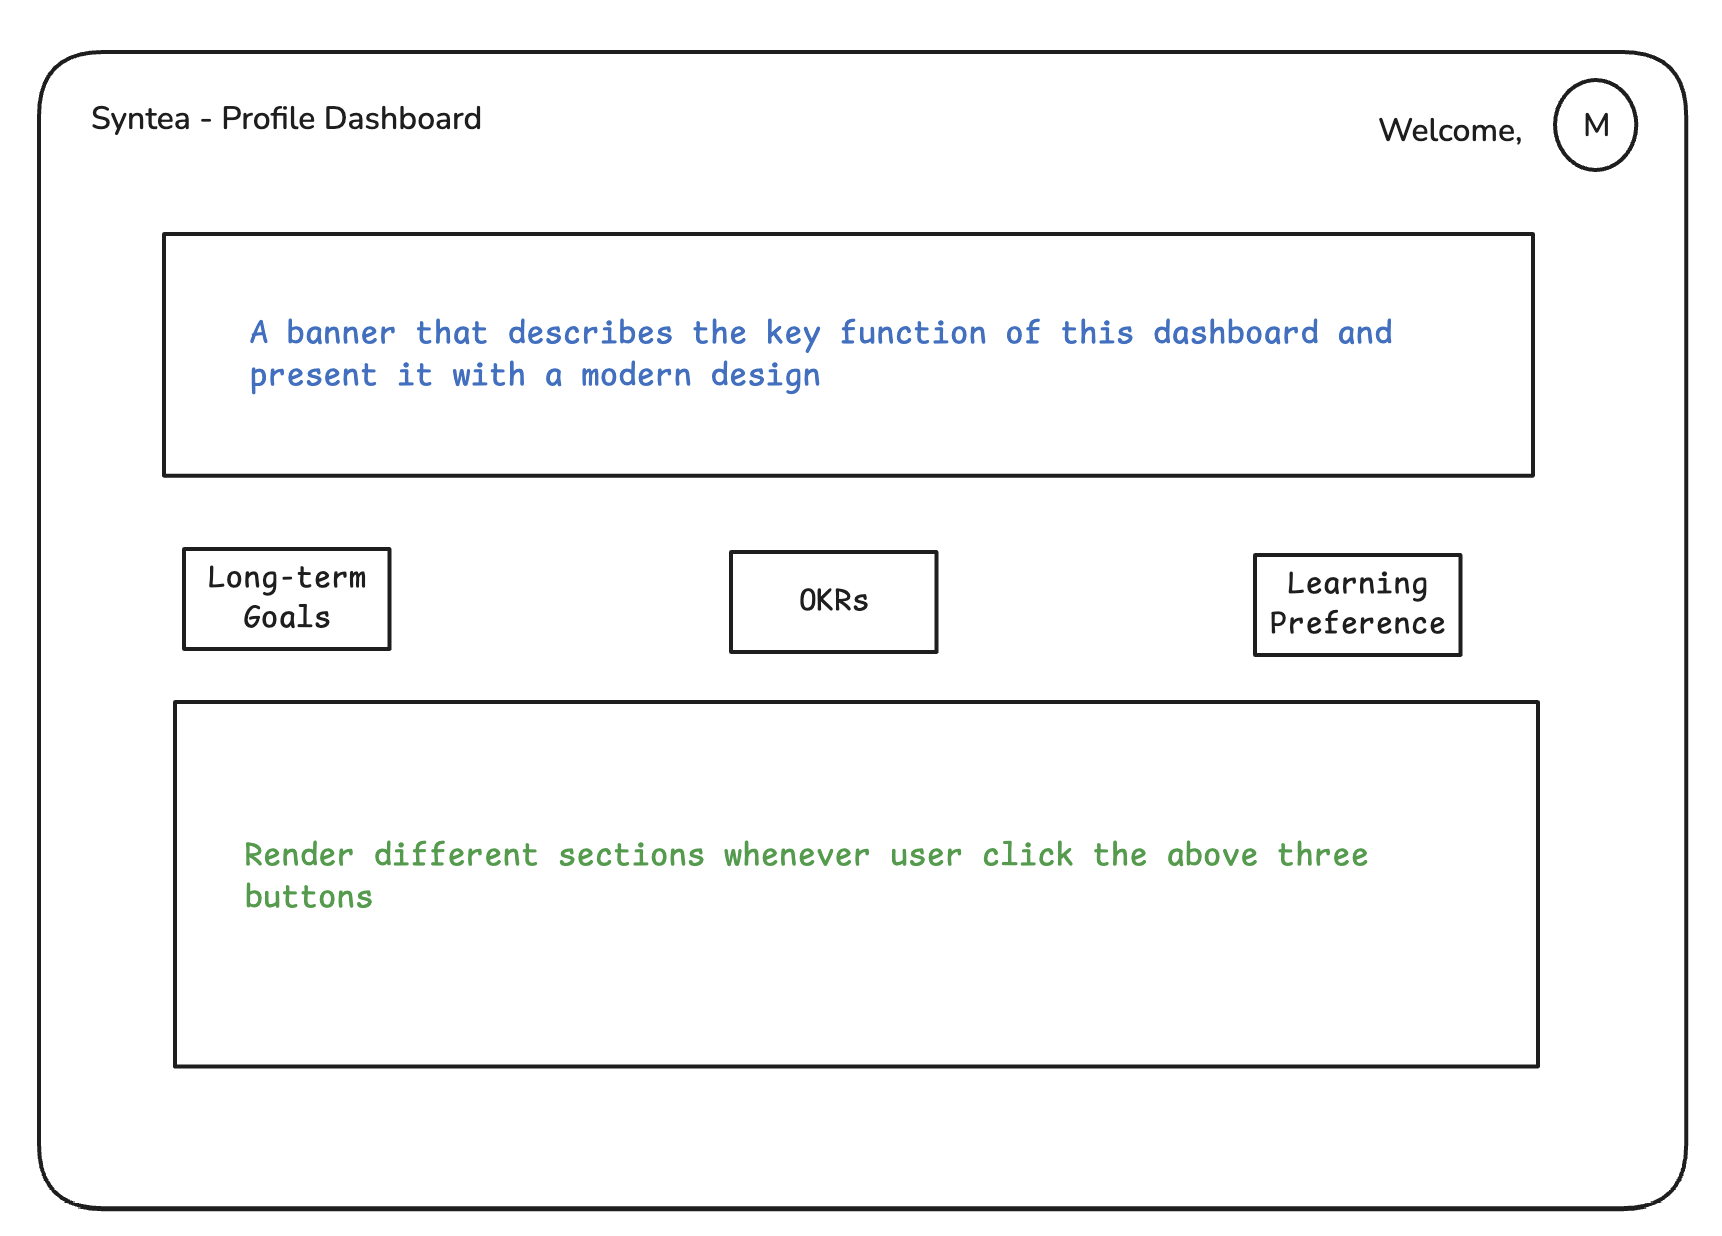 Syntea - Profile Dashboard
Welcome,
M
A banner that describes the key function of this dashboard and
present it with a modern design
Long-term
Goals
OKRs
Learning
Preference
Render different sections whenever user click the above three
buttons